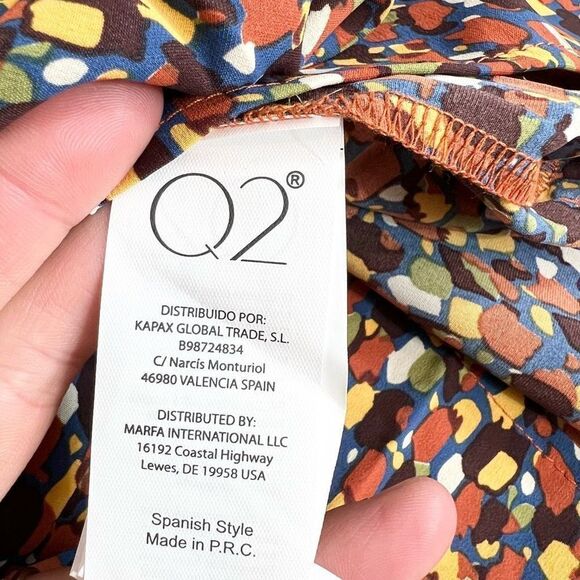 Q2®
DISTRIBUIDO POR:
KAPAX GLOBAL TRADE, S.L.
B98724834
C/ Narcís Monturiol
46980 VALENCIA SPAIN
DISTRIBUTED BY:
MARFA INTERNATIONAL LLC
16192 Coastal Highway
Lewes, DE 19958 USA
Spanish Style
Made in P.R.C.